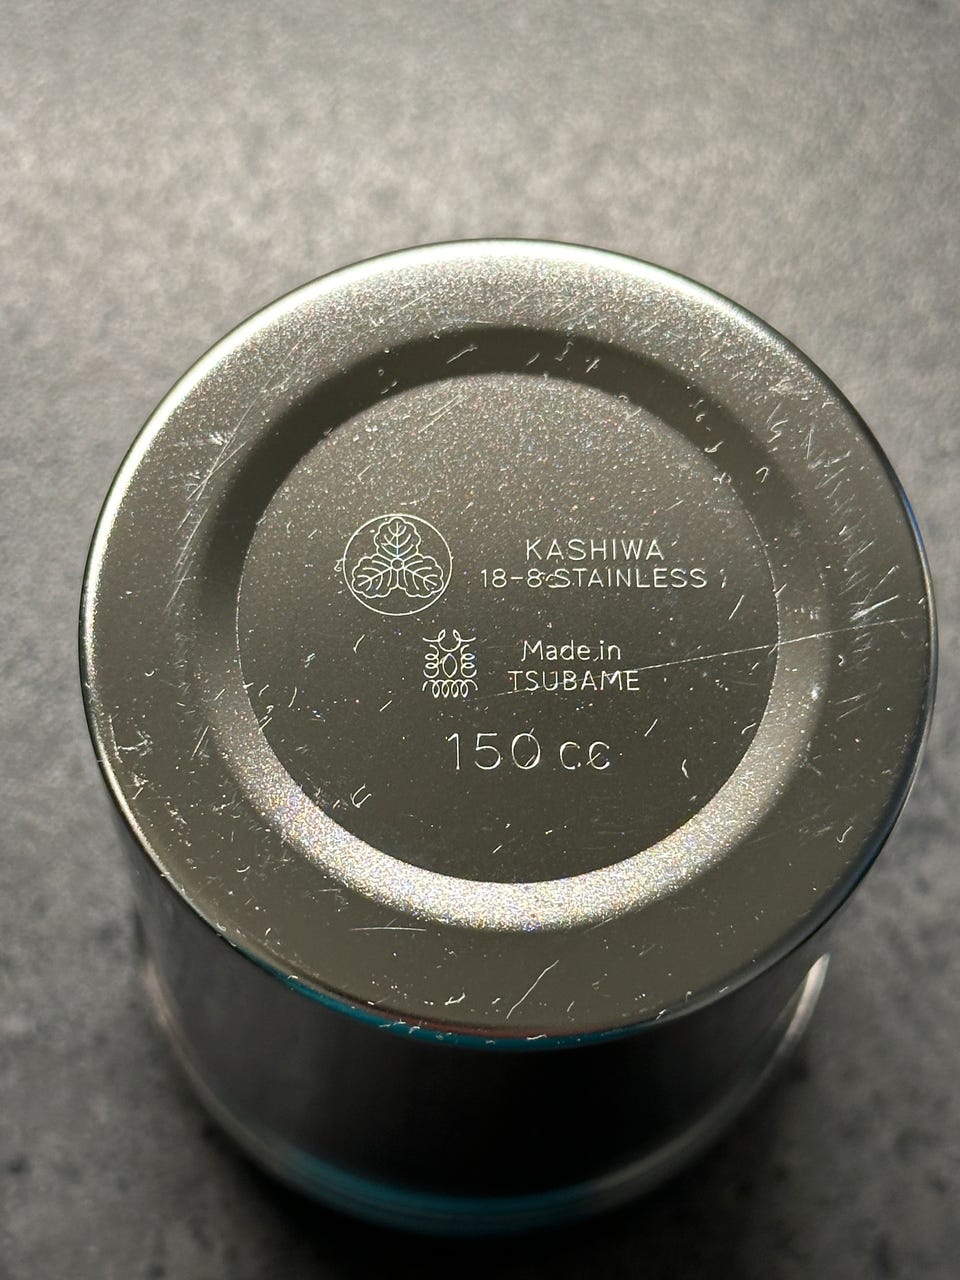 KASHIWA
18-8 STAINLESS
Made in
TSUBAME
150 cc